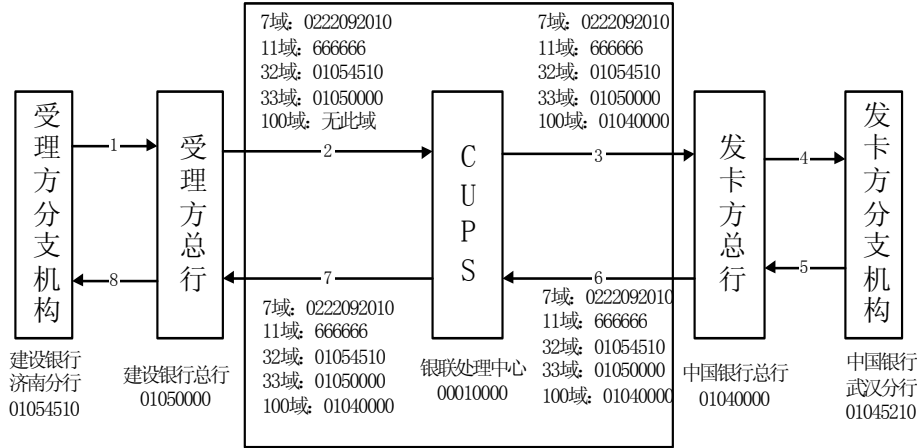 7域：0222092010
11域：666666
32域：01054510
33域：01050000
100域：无此域
7域：0222092010
11域：666666
32域：01054510
33域：01050000
100域：01040000
受理方分支机构
1
受理方总行
2
CUPS
3
发卡方总行
4
发卡方分支机构
8
7
6
5
7域：0222092010
11域：666666
32域：01054510
33域：01050000
100域：01040000
7域：0222092010
11域：666666
32域：01054510
33域：01050000
100域：01040000
建设银行
济南分行
01054510
建设银行总行
01050000
银联处理中心
00010000
中国银行总行
01040000
中国银行
武汉分行
01045210